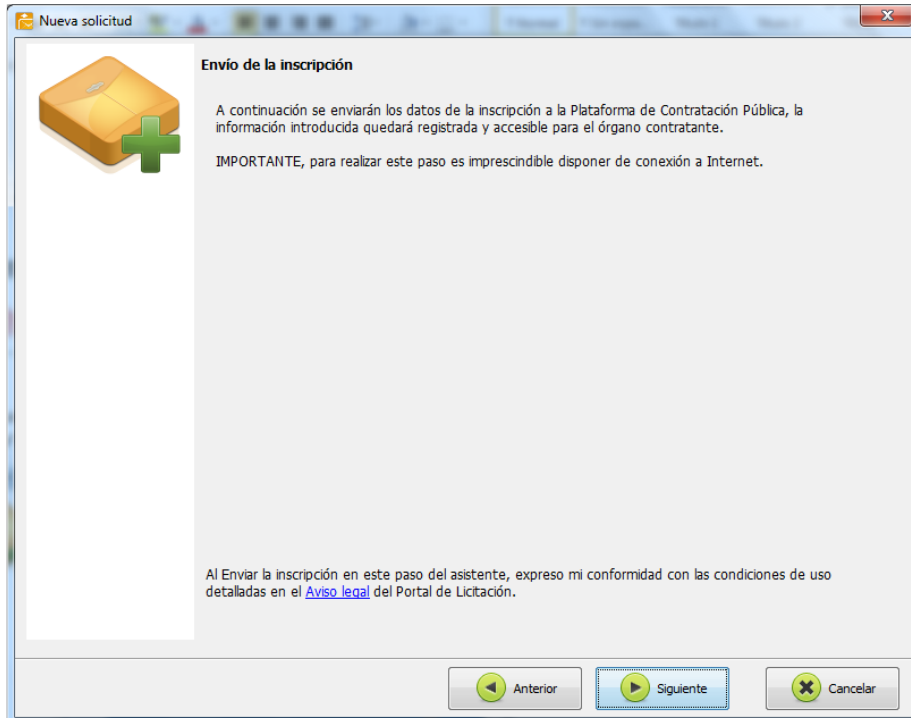 Nueva solicitud
Envío de la inscripción
A continuación se enviarán los datos de la inscripción a la Plataforma de Contratación Pública, la
información introducida quedará registrada y accesible para el órgano contratante.
IMPORTANTE, para realizar este paso es imprescindible disponer de conexión a Internet.
Al Enviar la inscripción en este paso del asistente, expreso mi conformidad con las condiciones de uso
detalladas en el Aviso legal del Portal de Licitación.
Anterior
Siguiente
Cancelar